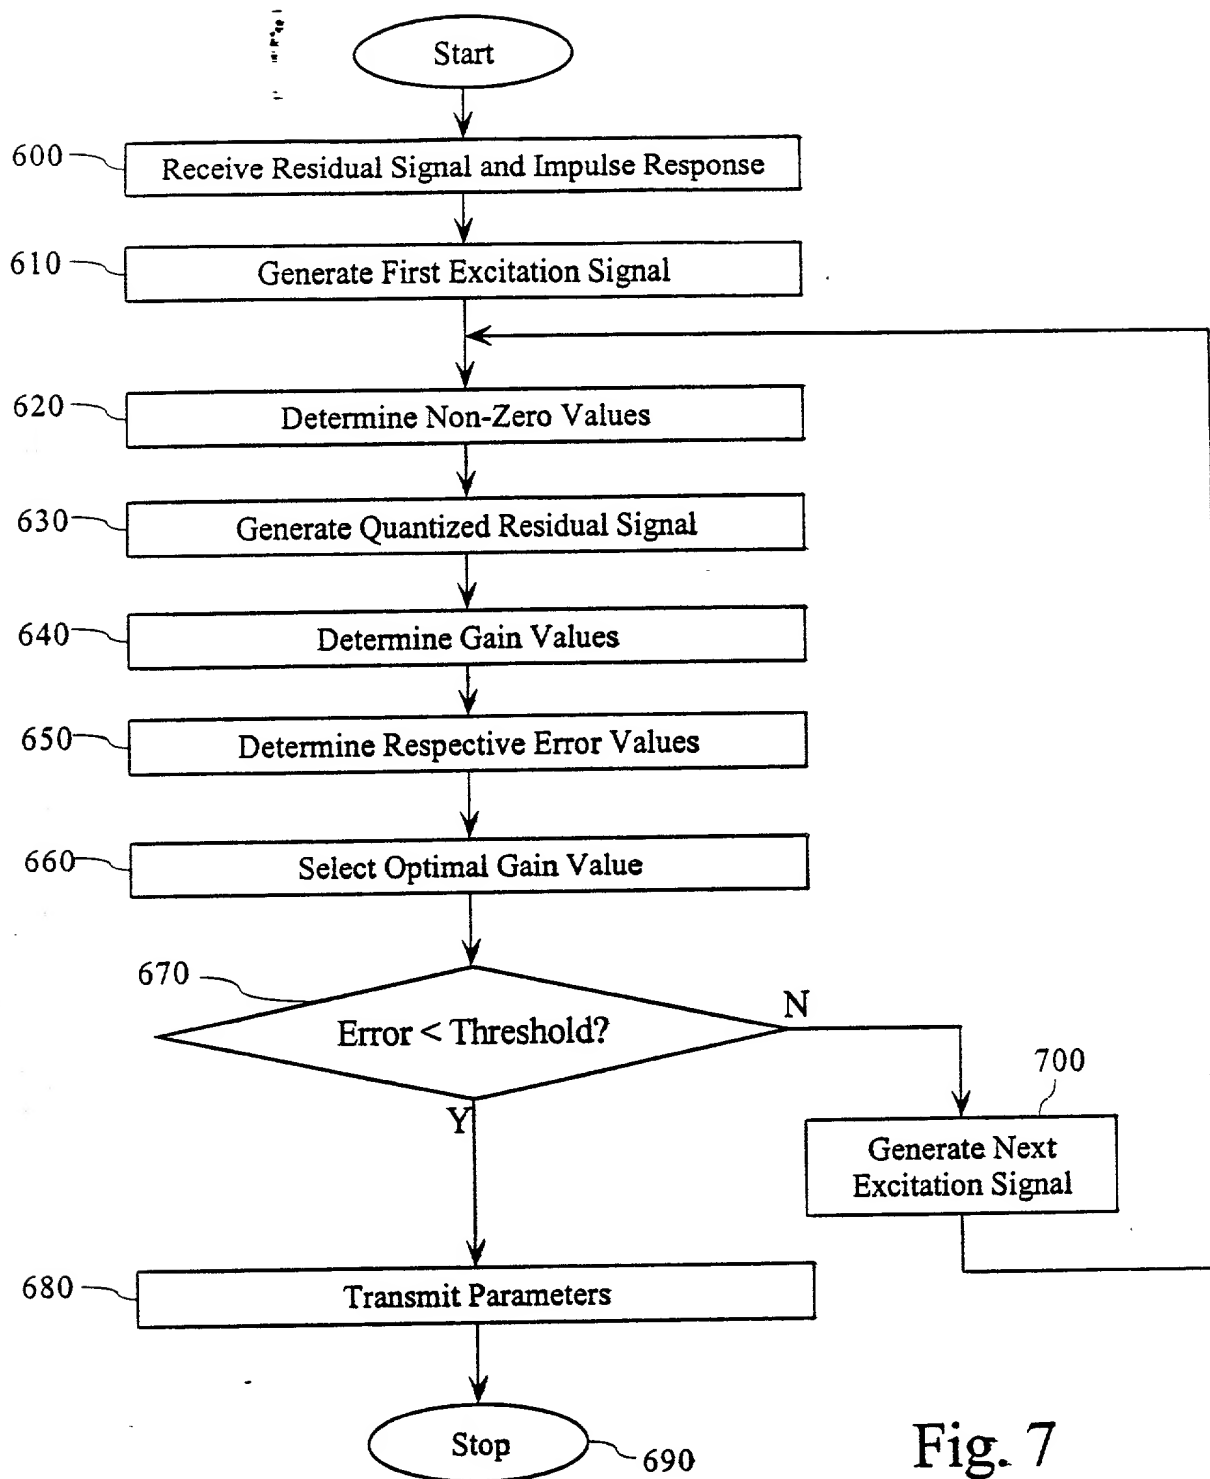 Start
600
Receive Residual Signal and Impulse Response
610
Generate First Excitation Signal
620
Determine Non-Zero Values
630
Generate Quantized Residual Signal
640
Determine Gain Values
650
Determine Respective Error Values
660
Select Optimal Gain Value
670
Error < Threshold?
N
Y
700
Generate Next
Excitation Signal
680
Transmit Parameters
Stop
690
Fig. 7